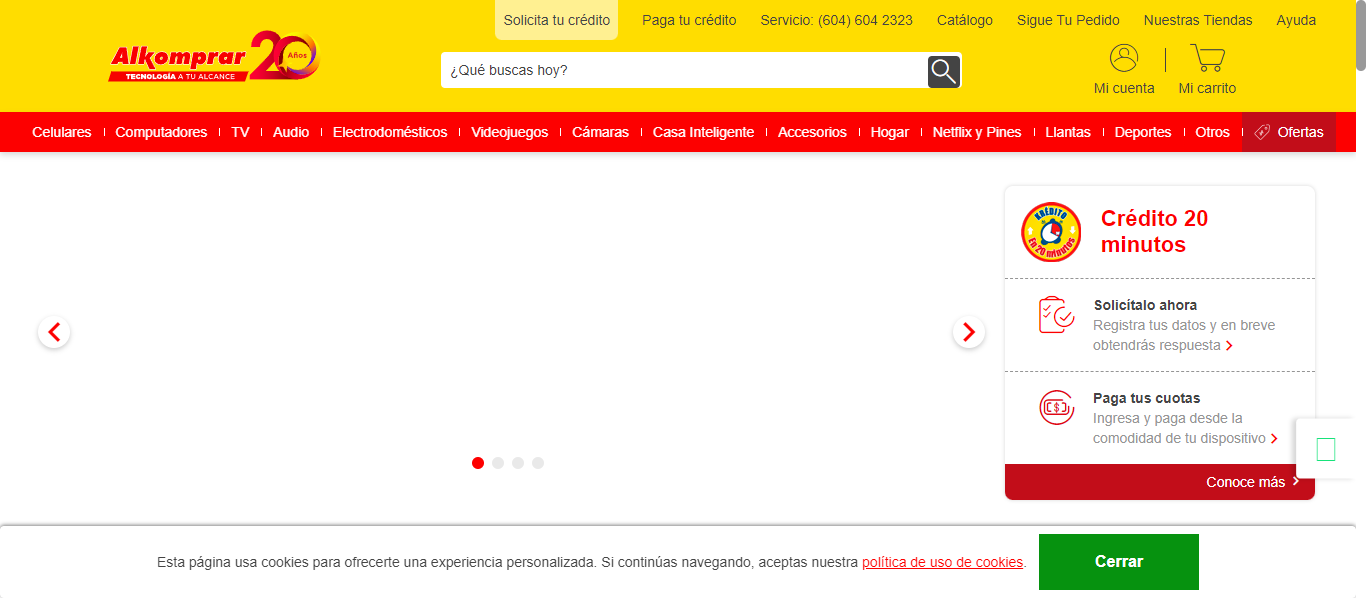 Solicita tu crédito Paga tu crédito Servicio: (604) 604 2323 Catálogo Sigue Tu Pedido Nuestras Tiendas Ayuda
Alkomprar 20 Años
TECNOLOGÍA A TU ALCANCE
¿Qué buscas hoy?
Mi cuenta Mi carrito
Celulares Computadores TV Audio Electrodomésticos Videojuegos Cámaras Casa Inteligente Accesorios Hogar Netflix y Pines Llantas Deportes Otros Ofertas
KRÉDITO
En 20 minutos
Crédito 20
minutos
Solicítalo ahora
Registra tus datos y en breve
obtendrás respuesta
Paga tus cuotas
Ingresa y paga desde la
comodidad de tu dispositivo
Conoce más
Esta página usa cookies para ofrecerte una experiencia personalizada. Si continúas navegando, aceptas nuestra política de uso de cookies.
Cerrar